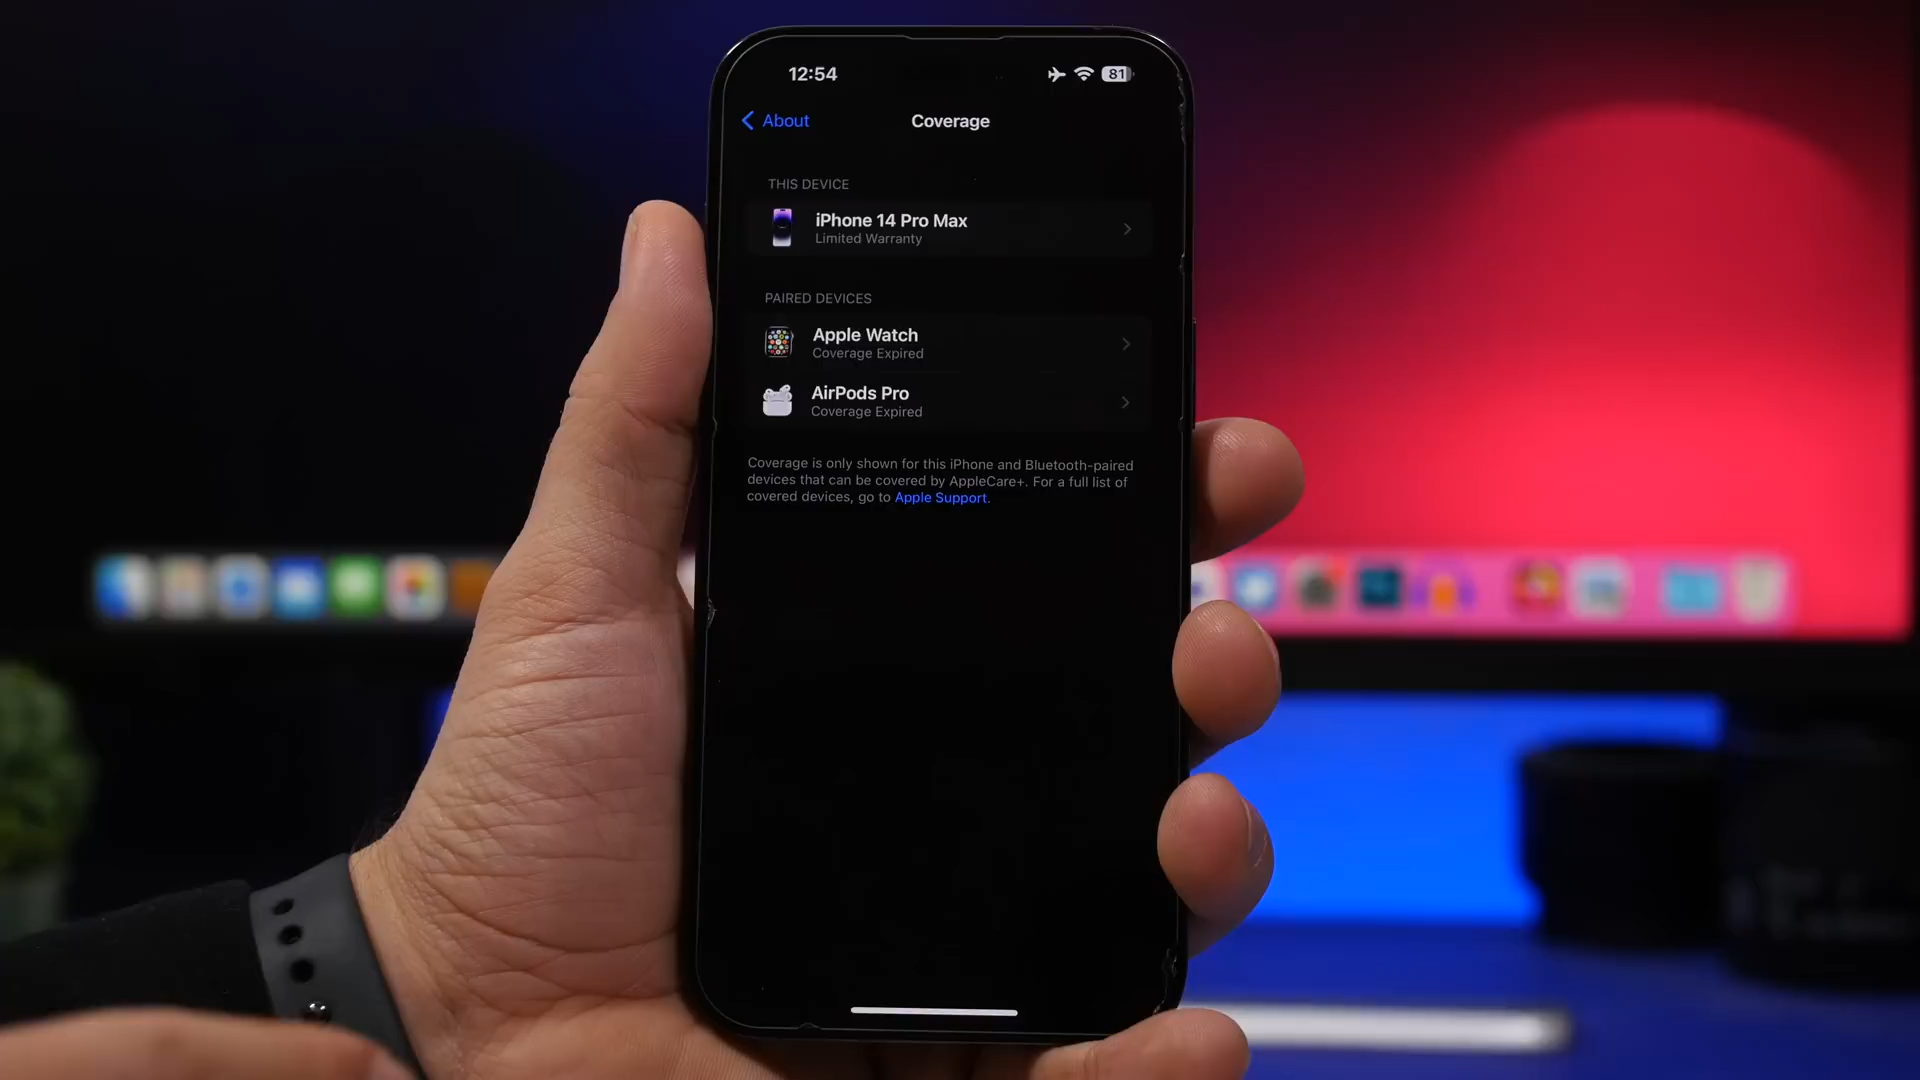 12:54
81
About
Coverage
THIS DEVICE
iPhone 14 Pro Max
Limited Warranty
PAIRED DEVICES
Apple Watch
Coverage Expired
AirPods Pro
Coverage Expired
Coverage is only shown for this iPhone and Bluetooth-paired
devices that can be covered by AppleCare+. For a full list of
covered devices, go to Apple Support.